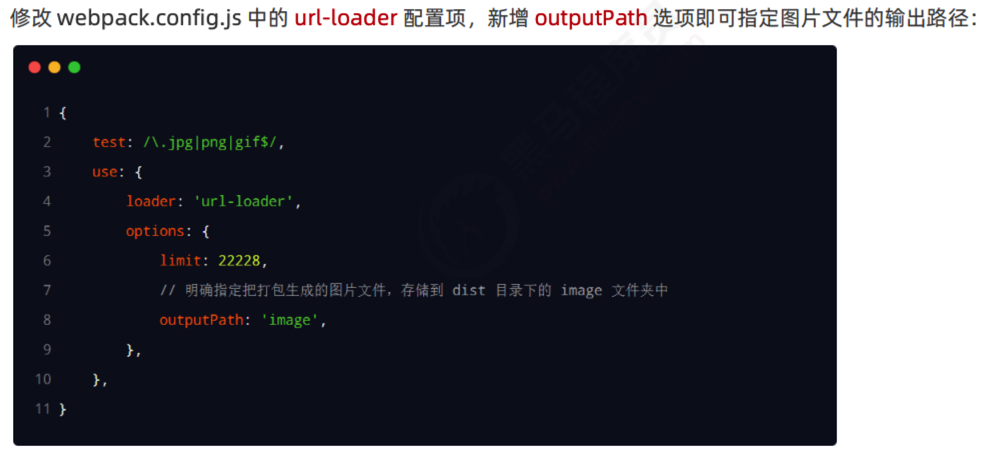 修改 webpack.config.js 中的 url-loader 配置项，新增 outputPath 选项即可指定图片文件的输出路径：
1 {
2     test: /\.jpg|png|gif$/,
3     use: {
4         loader: 'url-loader',
5         options: {
6             limit: 22228,
7             // 明确指定把打包生成的图片文件，存储到 dist 目录下的 image 文件夹中
8             outputPath: 'image',
9         },
10     },
11 }